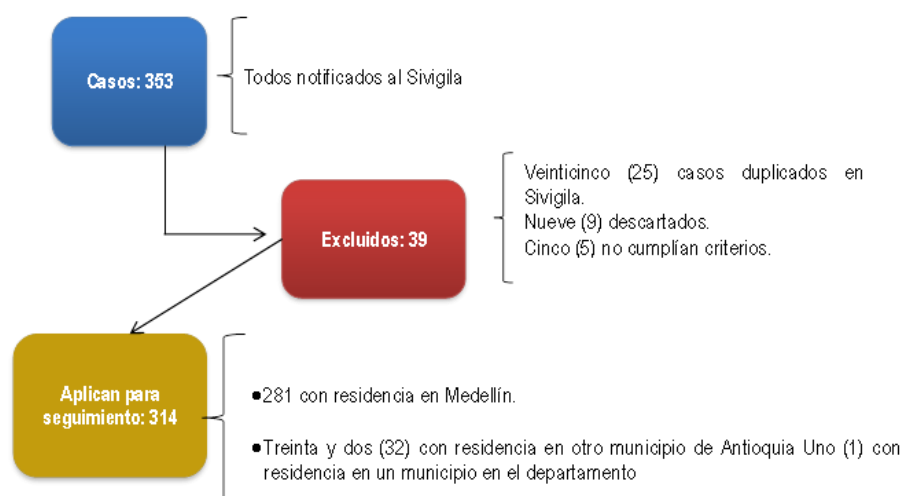 Casos: 353
Todos notificados al Sivigila
Veinticinco (25) casos duplicados en
Sivigila.
Nueve (9) descartados.
Cinco (5) no cumplían criterios.
Excluidos: 39
Aplican para
seguimiento: 314
●281 con residencia en Medellín.
●Treinta y dos (32) con residencia en otro municipio de Antioquia Uno (1) con
residencia en un municipio en el departamento